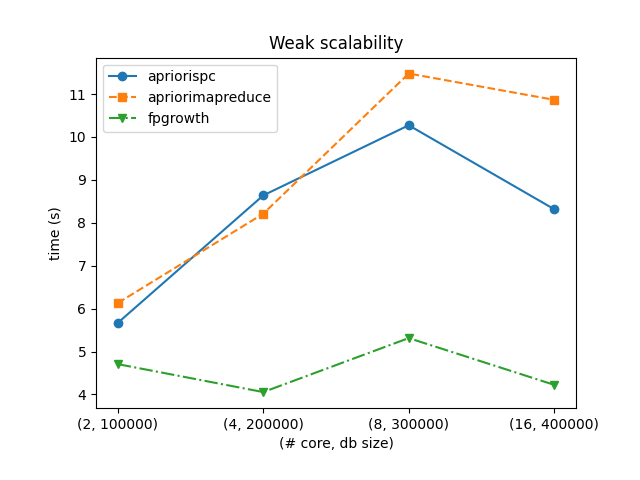 Weak scalability
apriorispc
apriorimapreduce
fpgrowth
time (s)
11
10
9
8
7
6
5
4
(2, 100000)
(4, 200000)
(8, 300000)
(16, 400000)
(# core, db size)